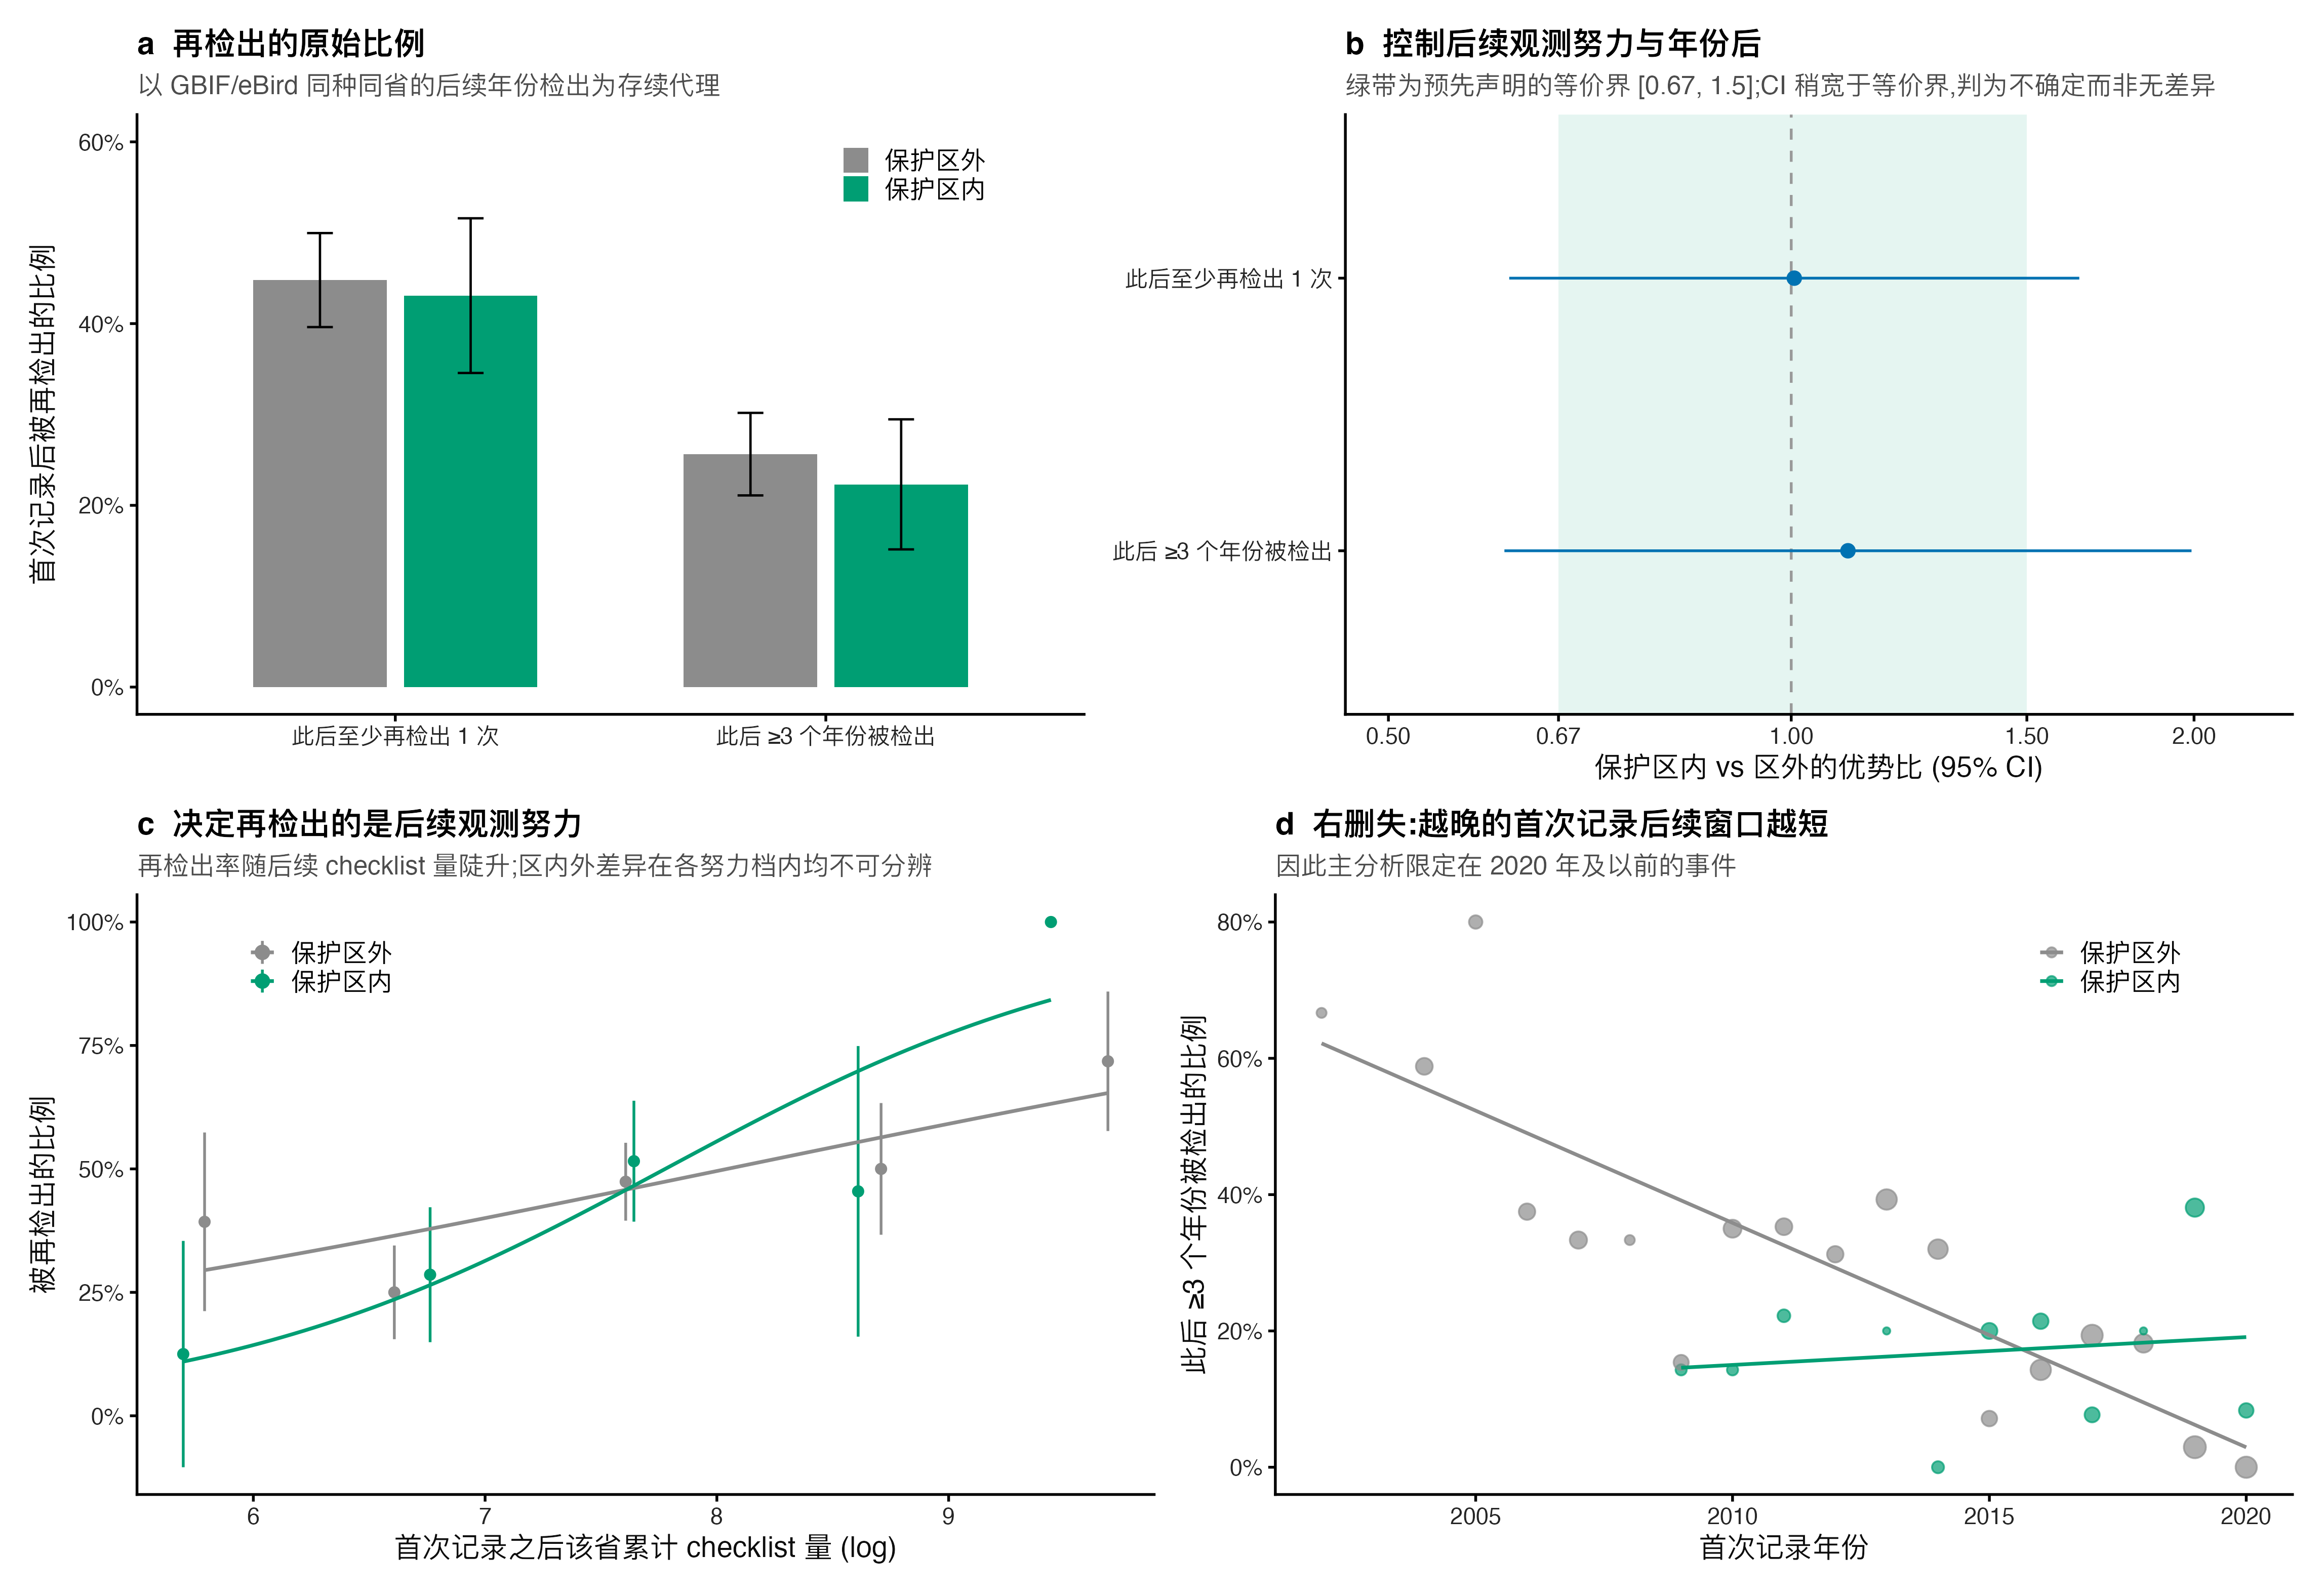 a 再检出的原始比例
以 GBIF/eBird 同种同省的后续年份检出为存续代理
首次记录后被再检出的比例
60%
40%
20%
0%
保护区外
保护区内
此后至少再检出 1 次
此后 ≥3 个年份被检出
b 控制后续观测努力与年份后
绿带为预先声明的等价界 [0.67, 1.5];CI 稍宽于等价界,判为不确定而非无差异
此后至少再检出 1 次
此后 ≥3 个年份被检出
0.50
0.67
1.00
1.50
2.00
保护区内 vs 区外的优势比 (95% CI)
c 决定再检出的是后续观测努力
再检出率随后续 checklist 量陡升;区内外差异在各努力档内均不可分辨
被再检出的比例
100%
75%
50%
25%
0%
保护区外
保护区内
6
7
8
9
首次记录之后该省累计 checklist 量 (log)
d 右删失:越晚的首次记录后续窗口越短
因此主分析限定在 2020 年及以前的事件
此后 ≥3 个年份被检出的比例
80%
60%
40%
20%
0%
保护区外
保护区内
2005
2010
2015
2020
首次记录年份